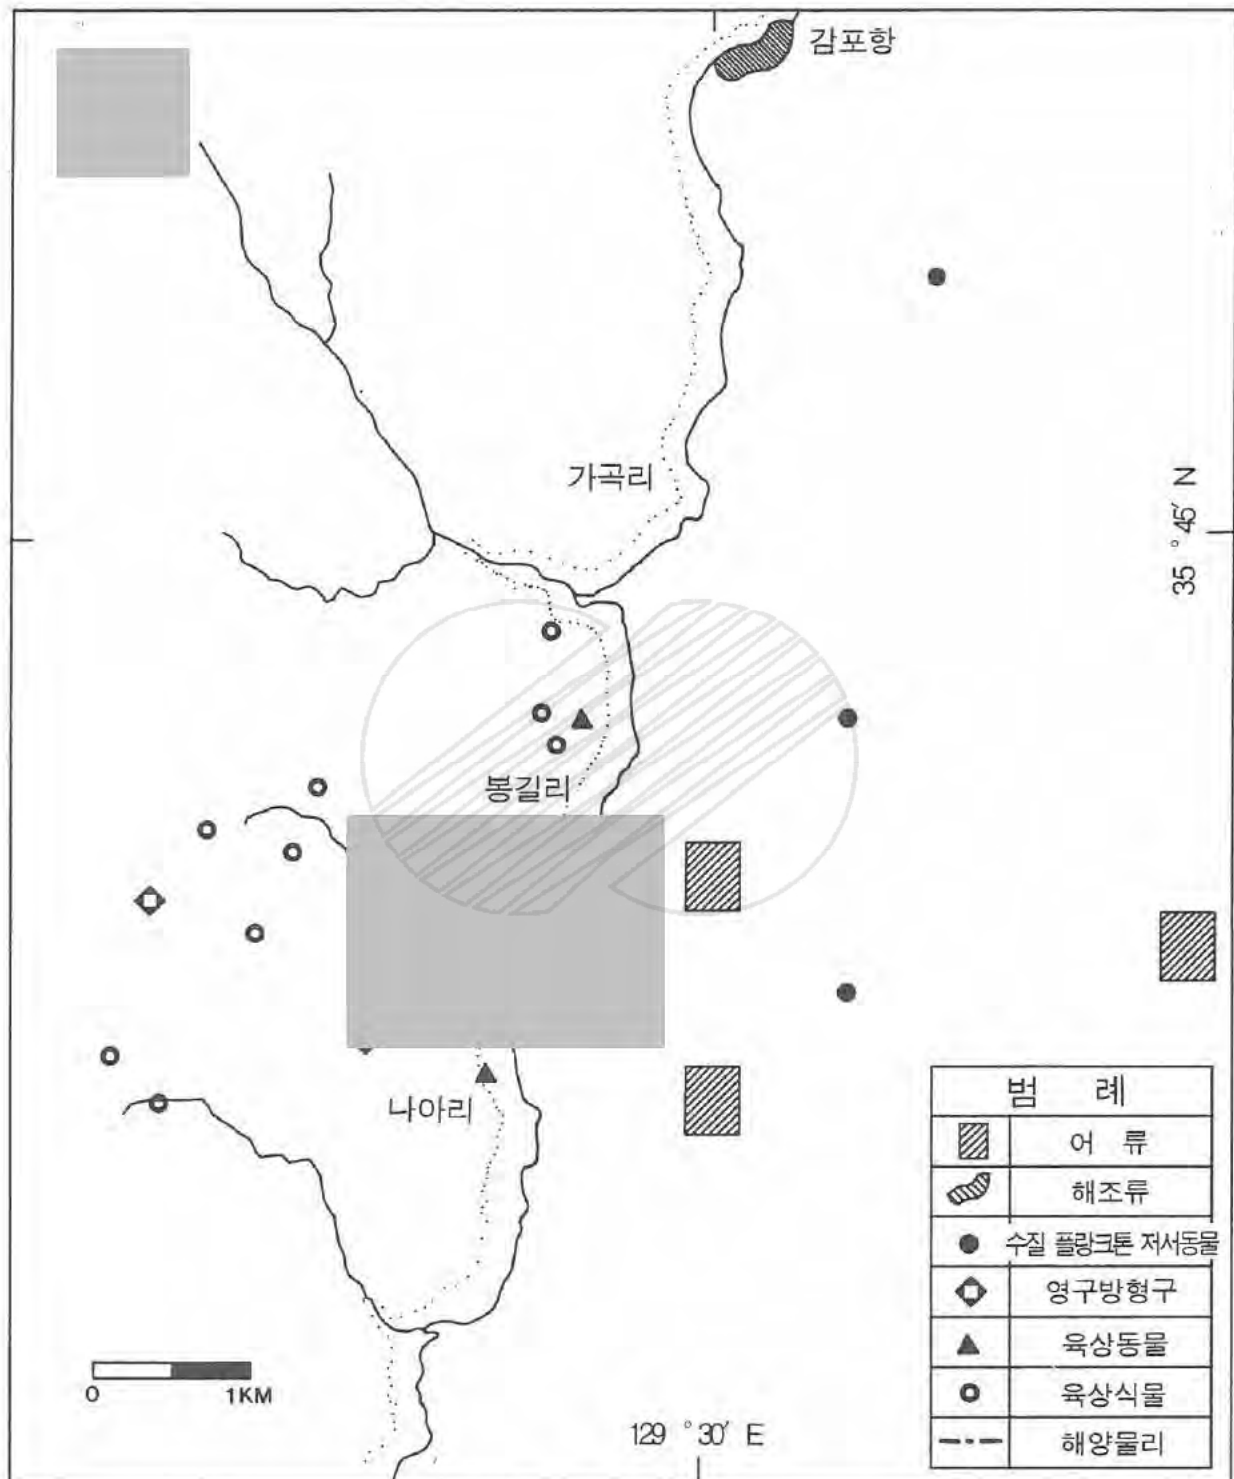 감포항
가곡리
35 ° 45′ N
봉길리
나아리
범 례
어 류
해조류
수질 플랑크톤 저서동물
영구방형구
육상동물
육상식물
해양물리
0 1KM
129 ° 30′ E